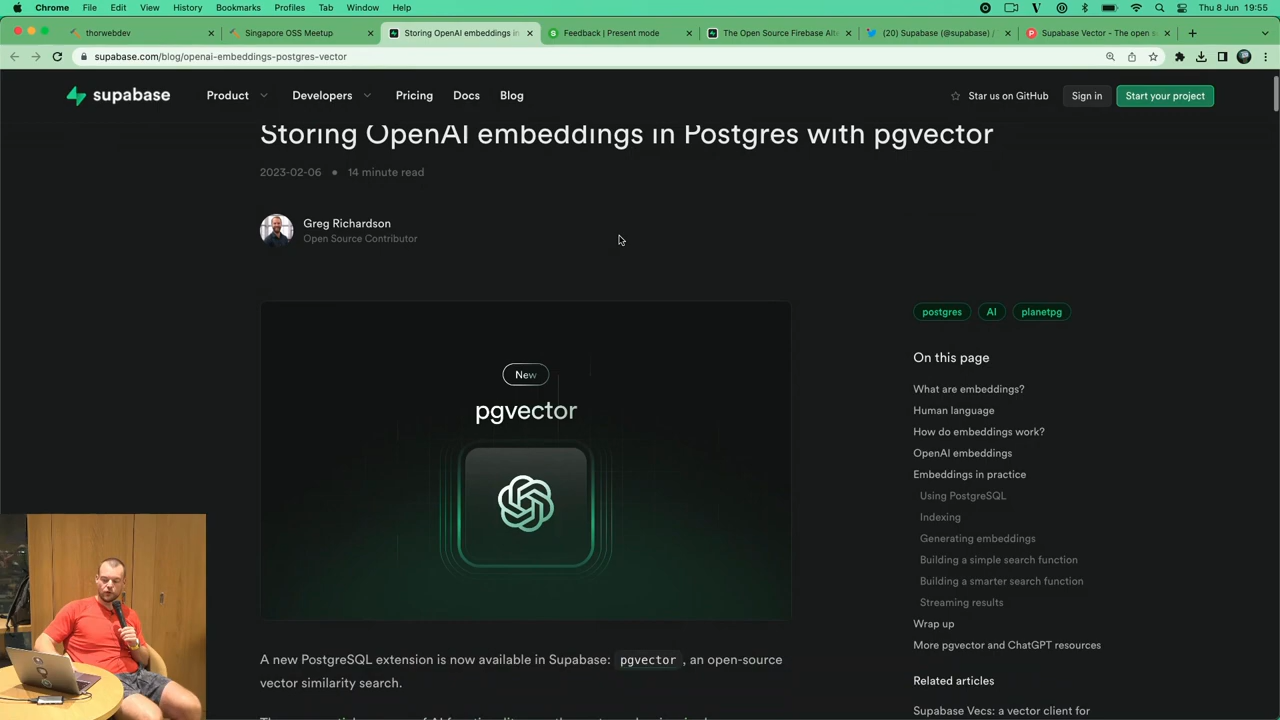 Chrome File Edit View History Bookmarks Profiles Tab Window Help
Thu 8 Jun 19:55
thorwebdev
Singapore OSS Meetup
Storing OpenAI embeddings in
Feedback | Present mode
The Open Source Firebase Alte
(20) Supabase (@supabase) /
Supabase Vector - The open s
supabase.com/blog/openai-embeddings-postgres-vector
supabase
Product
Developers
Pricing
Docs
Blog
Star us on GitHub
Sign in
Start your project
Storing OpenAI embeddings in Postgres with pgvector
2023-02-06 • 14 minute read
Greg Richardson
Open Source Contributor
New
pgvector
A new PostgreSQL extension is now available in Supabase: pgvector, an open-source
vector similarity search.
postgres
AI
planetpg
On this page
What are embeddings?
Human language
How do embeddings work?
OpenAI embeddings
Embeddings in practice
Using PostgreSQL
Indexing
Generating embeddings
Building a simple search function
Building a smarter search function
Streaming results
Wrap up
More pgvector and ChatGPT resources
Related articles
Supabase Vecs: a vector client for